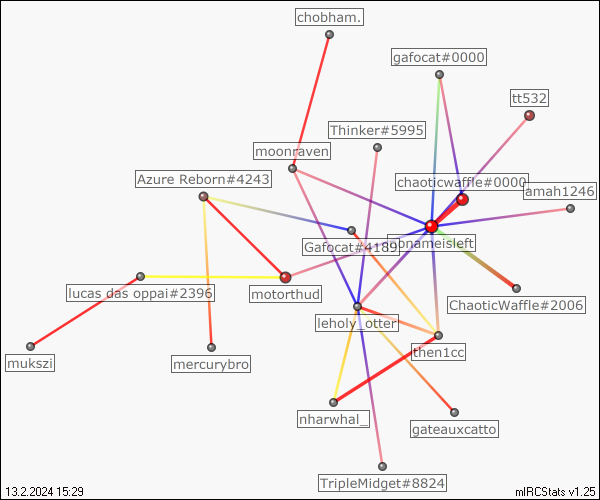 chobham.
gafocat#0000
tt532
Thinker#5995
moonraven
Azure Reborn#4243
chaoticwaffle#0000
amah1246
Gafocat#4189
nonameisleft
lucas das oppai#2396
motorthud
ChaoticWaffle#2006
leholy_otter
then1cc
mukszi
mercurybro
nharwhal_
gateauxcatto
TripleMidget#8824
13.2.2024 15:29
mIRCStats v1.25